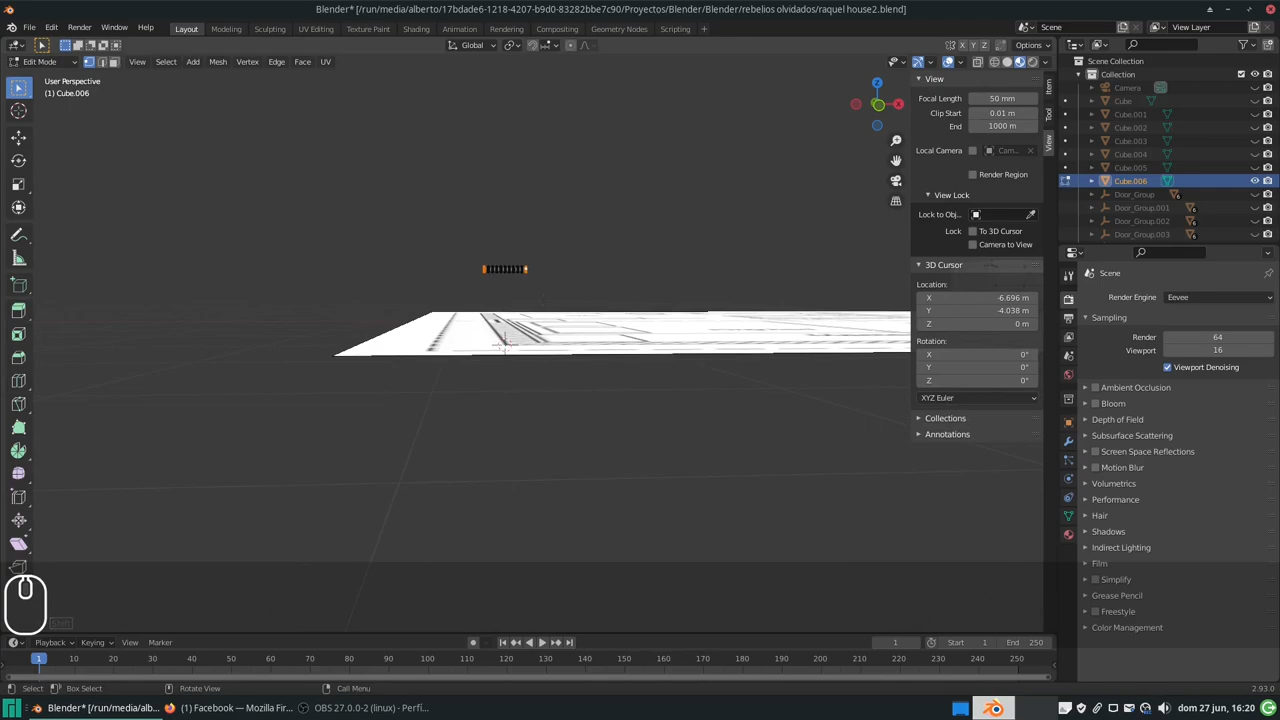 Blender* [/run/media/alberto/17bdade6-1218-4207-b9d0-83282bbe7c90/Proyectos/Blender/Blender/rebelios olvidados/raquel house2.blend]
File Edit Render Window Help Layout Modeling Sculpting UV Editing Texture Paint Shading Animation Rendering Compositing Geometry Nodes Scripting Scene View Layer
Global X Y Z Options
Edit Mode View Select Add Mesh Vertex Edge Face UV
User Perspective
(1) Cube.006
Z
X
View
Focal Length 50 mm
Clip Start 0.01 m
End 1000 m
Local Camera Cam...
Render Region
View Lock
Lock to Obj...
Lock: To 3D Cursor
Camera to View
3D Cursor
Location:
X -6.696 m
Y -4.038 m
Z 0 m
Rotation:
X 0°
Y 0°
Z 0°
XYZ Euler
Collections
Annotations
Item
Tool
View
Scene Collection
Collection
Camera
Cube
Cube.001
Cube.002
Cube.003
Cube.004
Cube.005
Cube.006
Door_Group 6
Door_Group.001 6
Door_Group.002 6
Door_Group.003 6
Scene
Render Engine Eevee
Sampling
Render 64
Viewport 16
Viewport Denoising
Ambient Occlusion
Bloom
Depth of Field
Subsurface Scattering
Screen Space Reflections
Motion Blur
Volumetrics
Performance
Hair
Shadows
Indirect Lighting
Film
Simplify
Grease Pencil
Freestyle
Color Management
Playback Keying View Marker 1 Start 1 End 250
1 10 20 30 40 50 60 70 80 90 100 110 120 130 140 150 160 170 180 190 200 210 220 230 240 250
Select Box Select Rotate View Call Menu 2.93.0
Blender* [/run/media/alb... (1) Facebook — Mozilla Fir... OBS 27.0.0-2 (linux) - Perfi... dom 27 jun, 16:20